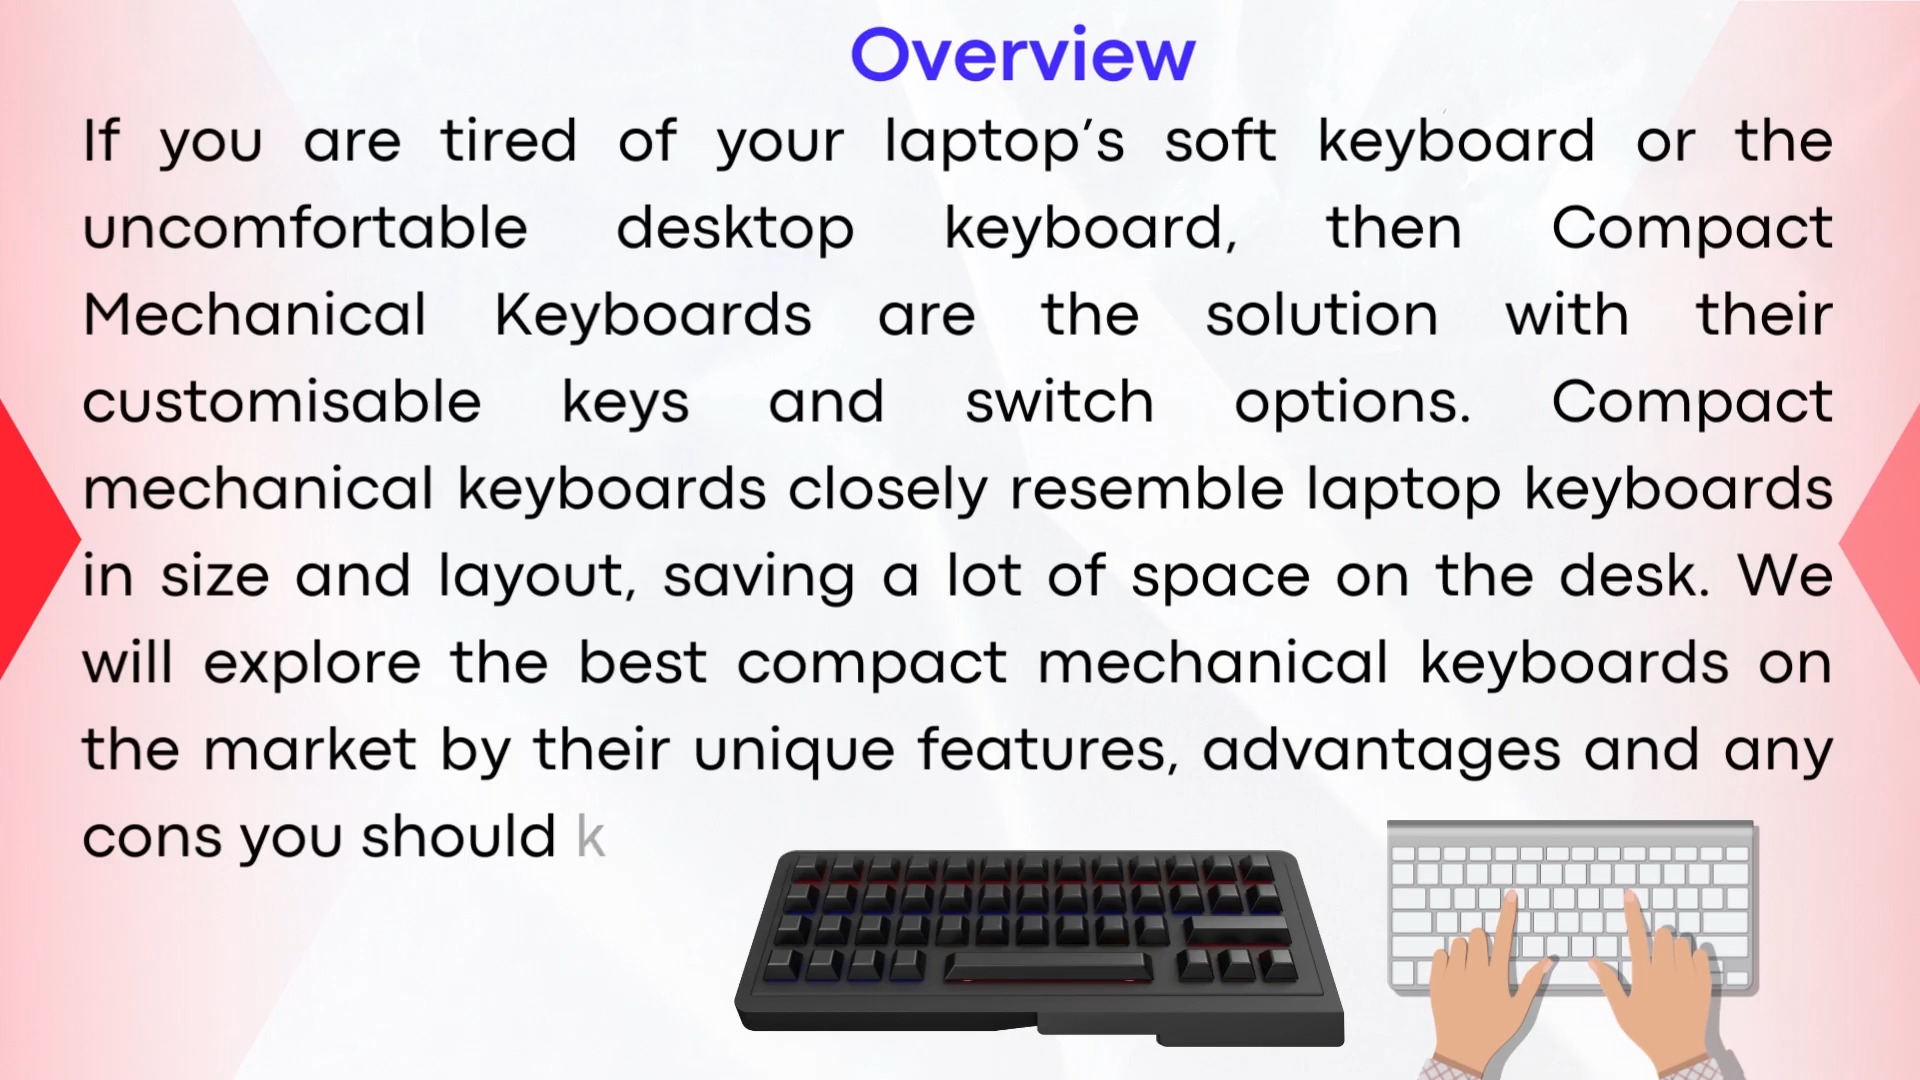 Overview
If you are tired of your laptop’s soft keyboard or the
uncomfortable desktop keyboard, then Compact
Mechanical Keyboards are the solution with their
customisable keys and switch options. Compact
mechanical keyboards closely resemble laptop keyboards
in size and layout, saving a lot of space on the desk. We
will explore the best compact mechanical keyboards on
the market by their unique features, advantages and any
cons you should k